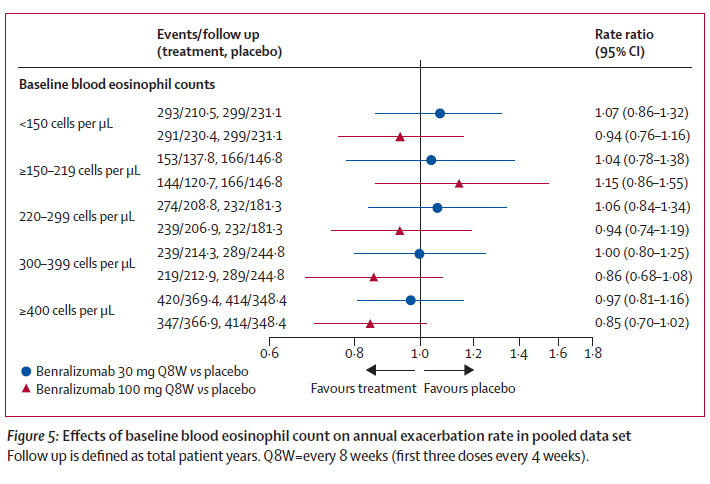 Events/follow up
(treatment, placebo)
Rate ratio
(95% CI)
Baseline blood eosinophil counts
<150 cells per μL
293/210·5, 299/231·1
1·07 (0·86–1·32)
291/230·4, 299/231·1
0·94 (0·76–1·16)
≥150–219 cells per μL
153/137·8, 166/146·8
1·04 (0·78–1·38)
144/120·7, 166/146·8
1·15 (0·86–1·55)
220–299 cells per μL
274/208·8, 232/181·3
1·06 (0·84–1·34)
239/206·9, 232/181·3
0·94 (0·74–1·19)
300–399 cells per μL
239/214·3, 289/244·8
1·00 (0·80–1·25)
219/212·9, 289/244·8
0·86 (0·68–1·08)
≥400 cells per μL
420/369·4, 414/348·4
0·97 (0·81–1·16)
347/366·9, 414/348·4
0·85 (0·70–1·02)
0·6 0·8 1·0 1·2 1·4 1·6 1·8
Benralizumab 30 mg Q8W vs placebo
Benralizumab 100 mg Q8W vs placebo
Favours treatment Favours placebo
Figure 5: Effects of baseline blood eosinophil count on annual exacerbation rate in pooled data set
Follow up is defined as total patient years. Q8W=every 8 weeks (first three doses every 4 weeks).